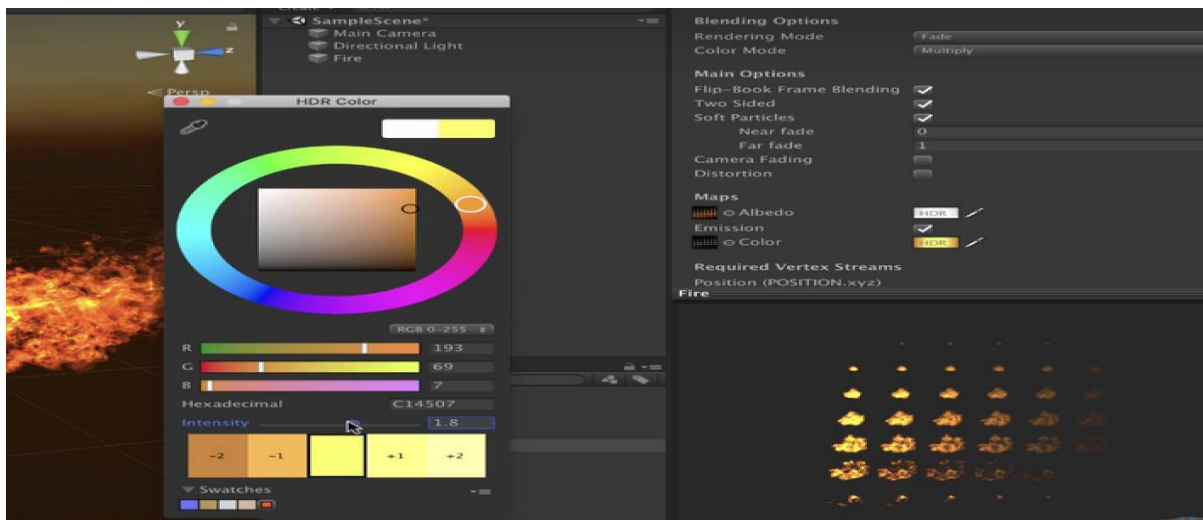 SampleScene*
Main Camera
Directional Light
Fire
y
z
< Persp
HDR Color
RGB 0-255
R 193
G 69
B 7
Hexadecimal C14507
Intensity 1.8
-2 -1 +1 +2
Swatches
Blending Options
Rendering Mode Fade
Color Mode Multiply
Main Options
Flip-Book Frame Blending
Two Sided
Soft Particles
Near fade 0
Far fade 1
Camera Fading
Distortion
Maps
Albedo HDR
Emission
Color HDR
Required Vertex Streams
Position (POSITION.xyz)
Fire